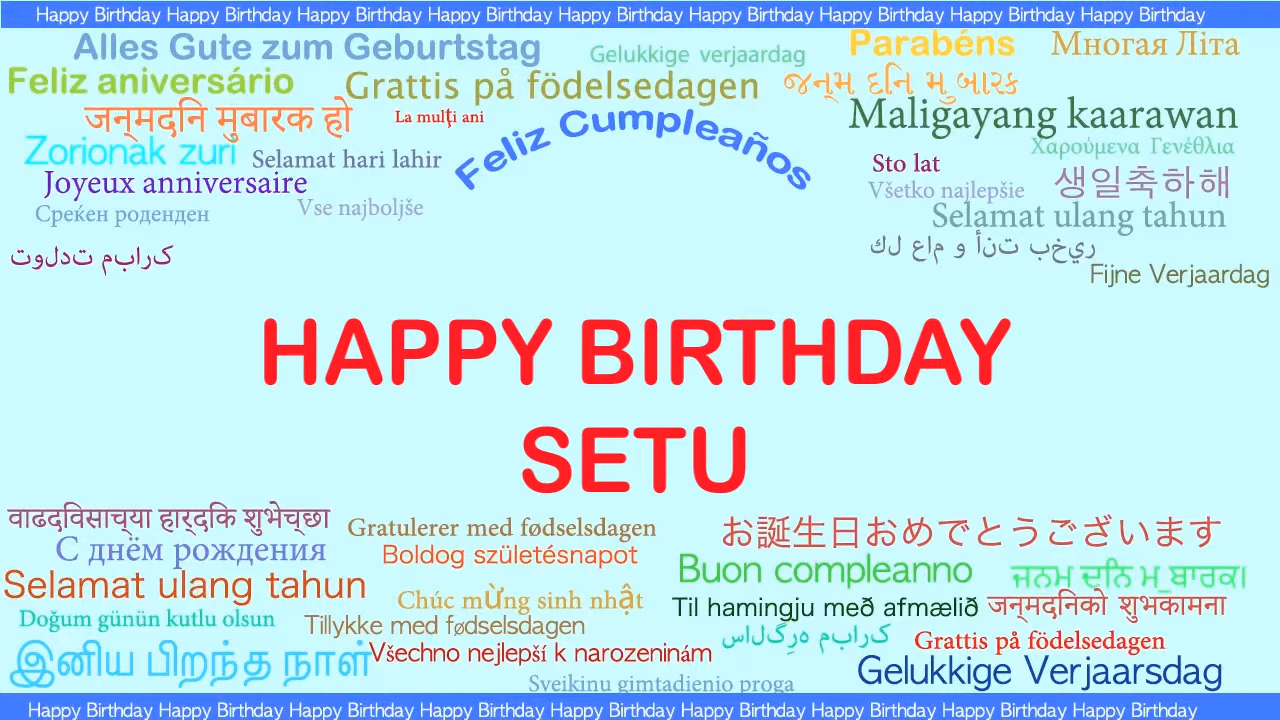 Happy Birthday Happy Birthday Happy Birthday Happy Birthday Happy Birthday Happy Birthday Happy Birthday Happy Birthday Happy Birthday
Alles Gute zum Geburtstag
Gelukkige verjaardag
Parabéns
Многая Літа
Feliz aniversário
Grattis på födelsedagen
જન્મ દિન મુબારક
जन्मदिन मुबारक हो
La mulţi ani
Feliz Cumpleaños
Maligayang kaarawan
Zorionak zuri
Selamat hari lahir
Sto lat
Χαρούμενα Γενέθλια
Joyeux anniversaire
Všetko najlepšie
생일축하해
Срeќен роденден
Vse najboljše
Selamat ulang tahun
تولدت مبارک
كل عام و أنت بخير
Fijne Verjaardag
HAPPY BIRTHDAY
SETU
वाढदिवसाच्या हार्दिक शुभेच्छा
Gratulerer med fødselsdagen
お誕生日おめでとうございます
С днём рождения
Boldog születésnapot
Buon compleanno
ਜਨਮ ਦਿਨ ਮੁਬਾਰਕ।
Selamat ulang tahun
Chúc mừng sinh nhật
Til hamingju með afmælið
जन्मदिनको शुभकामना
Doğum günün kutlu olsun
Tillykke med fødselsdagen
سالگرہ مبارک
Grattis på födelsedagen
இனிய பிறந்த நாள்
Všechno nejlepší k narozeninám
Gelukkige Verjaarsdag
Sveikinu gimtadienio proga
Happy Birthday Happy Birthday Happy Birthday Happy Birthday Happy Birthday Happy Birthday Happy Birthday Happy Birthday Happy Birthday